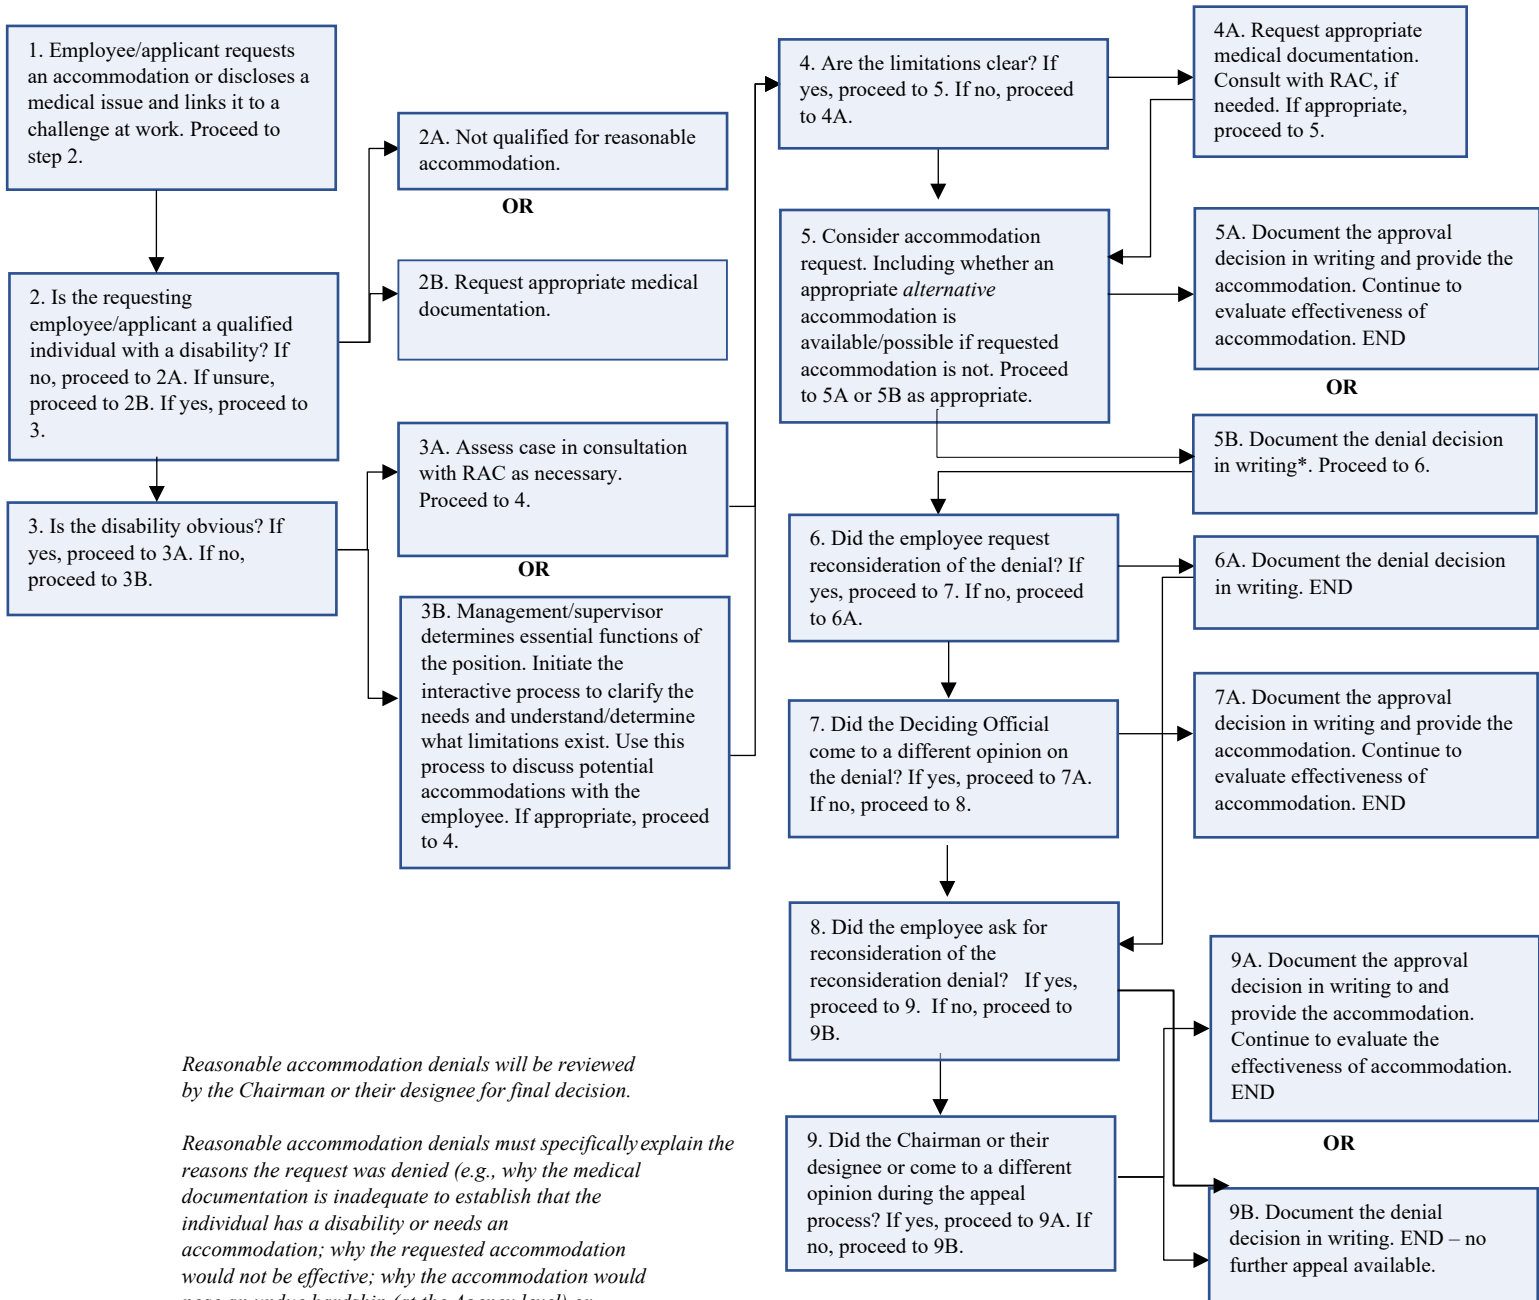 1. Employee/applicant requests
an accommodation or discloses a
medical issue and links it to a
challenge at work. Proceed to
step 2.
2. Is the requesting
employee/applicant a qualified
individual with a disability? If
no, proceed to 2A. If unsure,
proceed to 2B. If yes, proceed to
3.
3. Is the disability obvious? If
yes, proceed to 3A. If no,
proceed to 3B.
2A. Not qualified for reasonable
accommodation.
OR
2B. Request appropriate medical
documentation.
3A. Assess case in consultation
with RAC as necessary.
Proceed to 4.
OR
3B. Management/supervisor
determines essential functions of
the position. Initiate the
interactive process to clarify the
needs and understand/determine
what limitations exist. Use this
process to discuss potential
accommodations with the
employee. If appropriate, proceed
to 4.
4. Are the limitations clear? If
yes, proceed to 5. If no, proceed
to 4A.
4A. Request appropriate
medical documentation.
Consult with RAC, if
needed. If appropriate,
proceed to 5.
5. Consider accommodation
request. Including whether an
appropriate alternative
accommodation is
available/possible if requested
accommodation is not. Proceed
to 5A or 5B as appropriate.
5A. Document the approval
decision in writing and provide the
accommodation. Continue to
evaluate effectiveness of
accommodation. END
OR
5B. Document the denial decision
in writing*. Proceed to 6.
6. Did the employee request
reconsideration of the denial? If
yes, proceed to 7. If no, proceed
to 6A.
6A. Document the denial decision
in writing. END
7. Did the Deciding Official
come to a different opinion on
the denial? If yes, proceed to 7A.
If no, proceed to 8.
7A. Document the approval
decision in writing and provide the
accommodation. Continue to
evaluate effectiveness of
accommodation. END
8. Did the employee ask for
reconsideration of the
reconsideration denial? If yes,
proceed to 9. If no, proceed to
9B.
9. Did the Chairman or their
designee or come to a different
opinion during the appeal
process? If yes, proceed to 9A. If
no, proceed to 9B.
9A. Document the approval
decision in writing to and
provide the accommodation.
Continue to evaluate the
effectiveness of accommodation.
END
OR
9B. Document the denial
decision in writing. END – no
further appeal available.
Reasonable accommodation denials will be reviewed
by the Chairman or their designee for final decision.
Reasonable accommodation denials must specifically explain the
reasons the request was denied (e.g., why the medical
documentation is inadequate to establish that the
individual has a disability or needs an
accommodation; why the requested accommodation
would not be effective; why the accommodation would